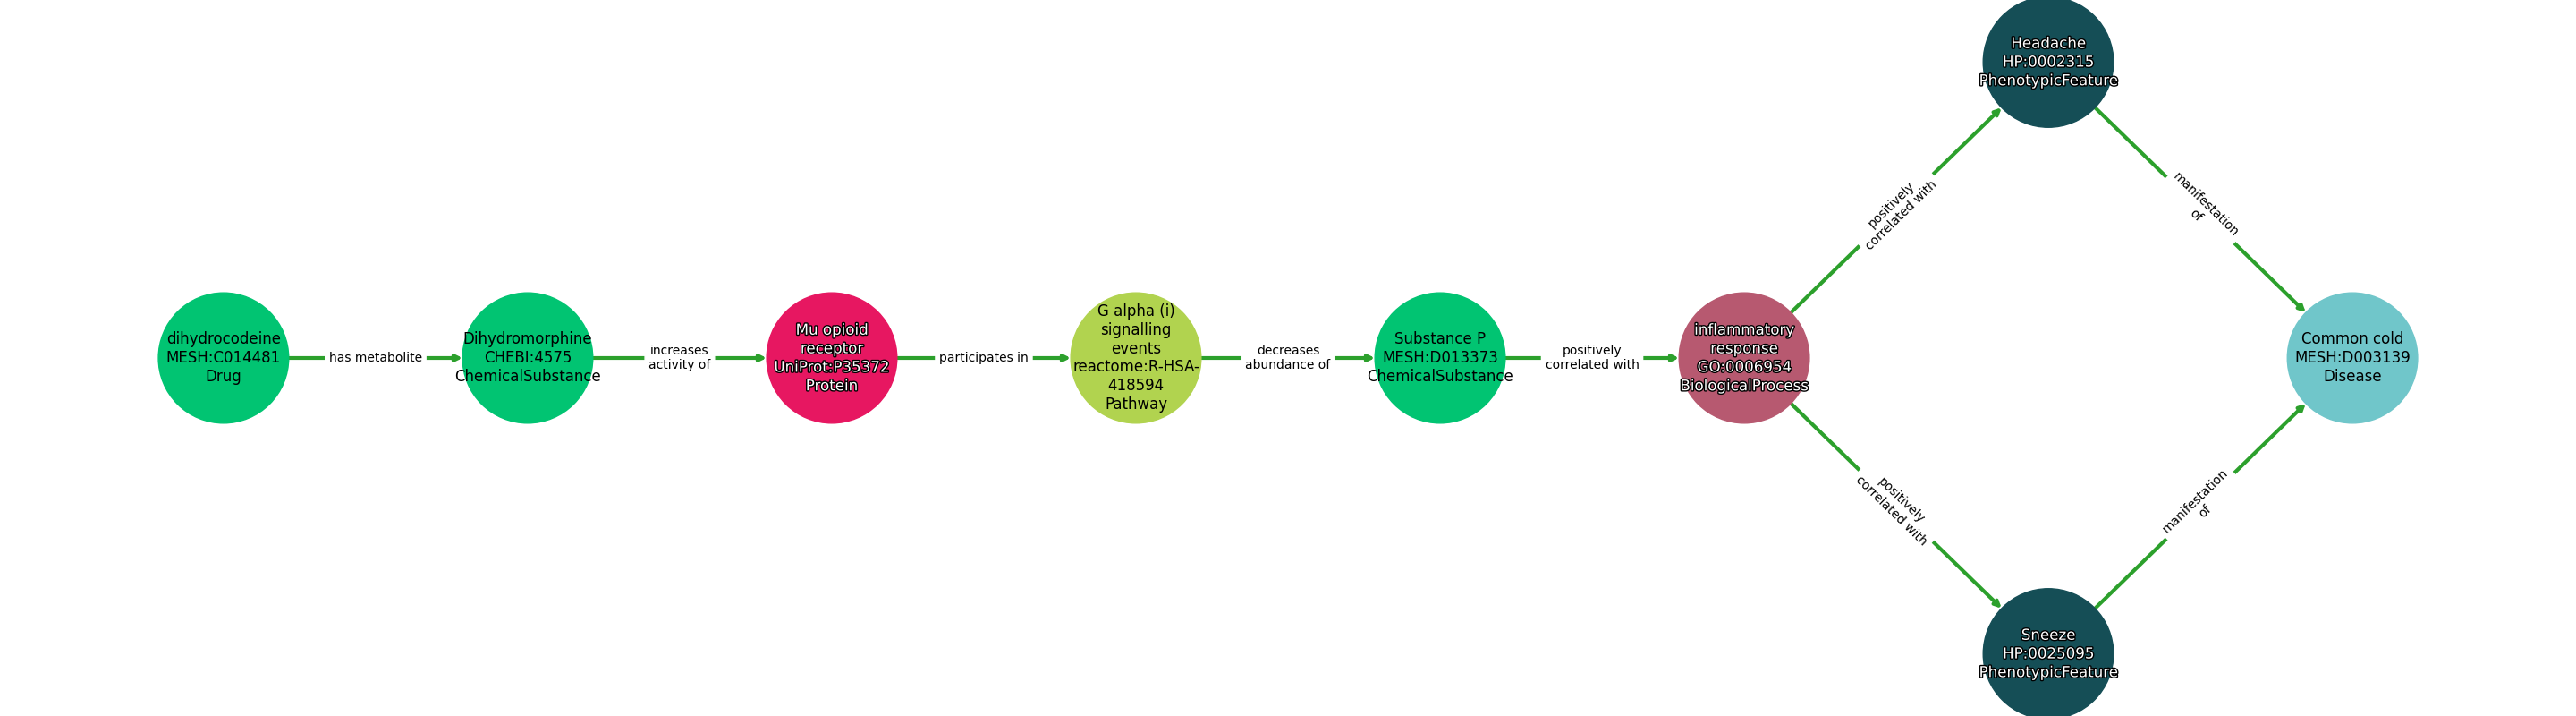 dihydrocodeine
MESH:C014481
Drug
has metabolite
Dihydromorphine
CHEBI:4575
ChemicalSubstance
increases
activity of
Mu opioid
receptor
UniProt:P35372
Protein
participates in
G alpha (i)
signalling
events
reactome:R-HSA-
418594
Pathway
decreases
abundance of
Substance P
MESH:D013373
ChemicalSubstance
positively
correlated with
inflammatory
response
GO:0006954
BiologicalProcess
positively
correlated with
Headache
HP:0002315
PhenotypicFeature
manifestation
of
positively
correlated with
Sneeze
HP:0025095
PhenotypicFeature
manifestation
of
Common cold
MESH:D003139
Disease